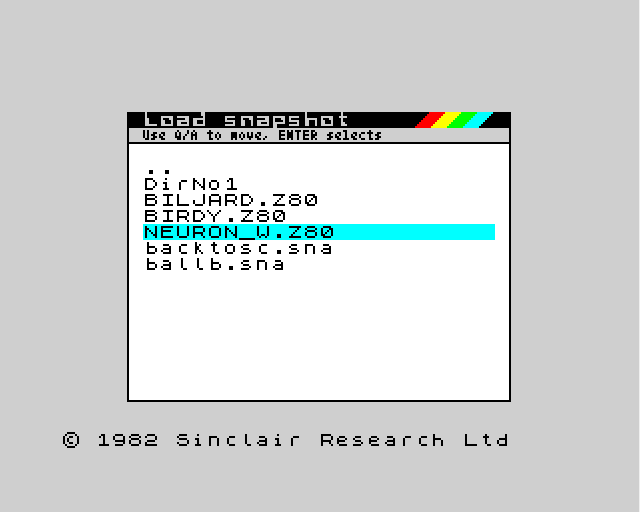 Load snapshot
Use Q/A to move, ENTER selects
..
DirNo1
BILJARD.Z80
BIRDY.Z80
NEURON_W.Z80
backtosc.sna
ballb.sna
© 1982 Sinclair Research Ltd